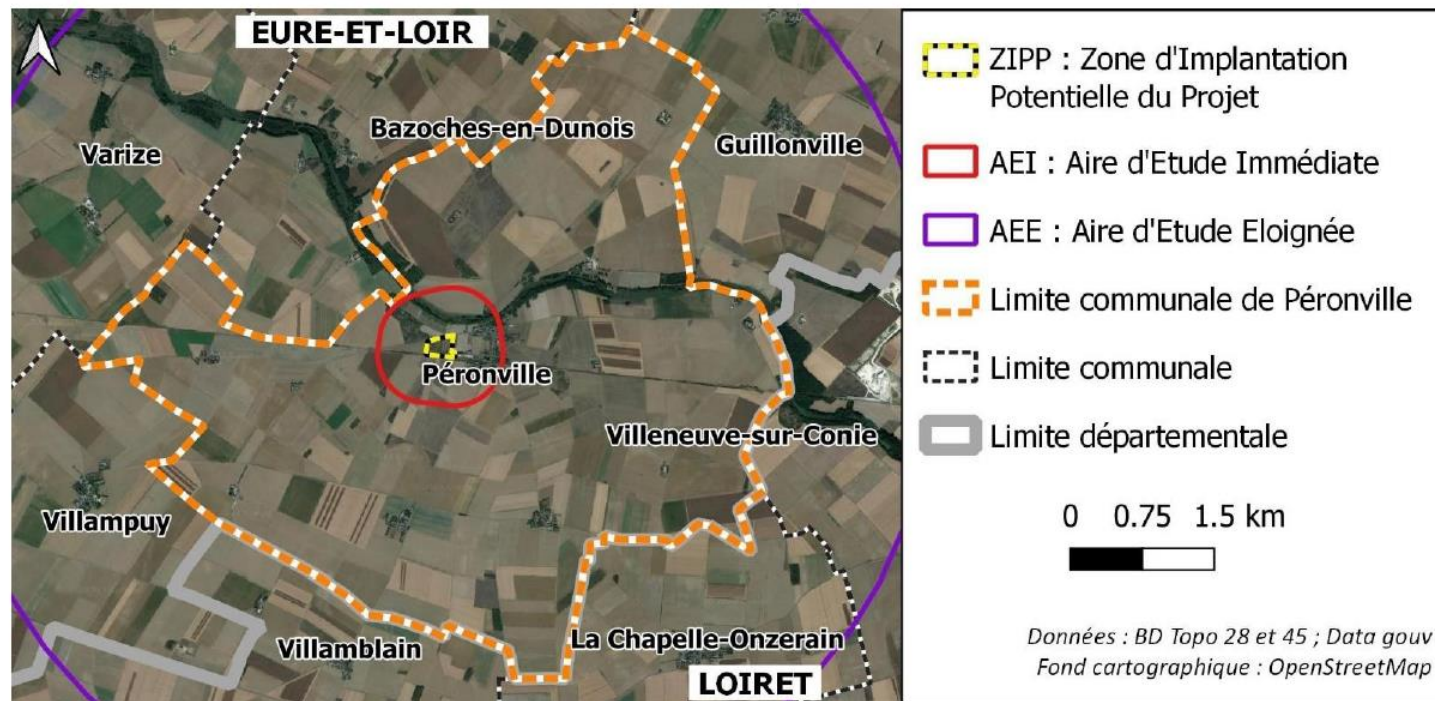 EURE-ET-LOIR
Bazoches-en-Dunois
Varize
Guillonville
Péronville
Villeneuve-sur-Conie
Villampuy
Villamblain
La Chapelle-Onzerain
LOIRET
ZIPP : Zone d'Implantation
Potentielle du Projet
AEI : Aire d'Etude Immédiate
AEE : Aire d'Etude Eloignée
Limite communale de Péronville
Limite communale
Limite départementale
0 0.75 1.5 km
Données : BD Topo 28 et 45 ; Data gouv
Fond cartographique : OpenStreetMap